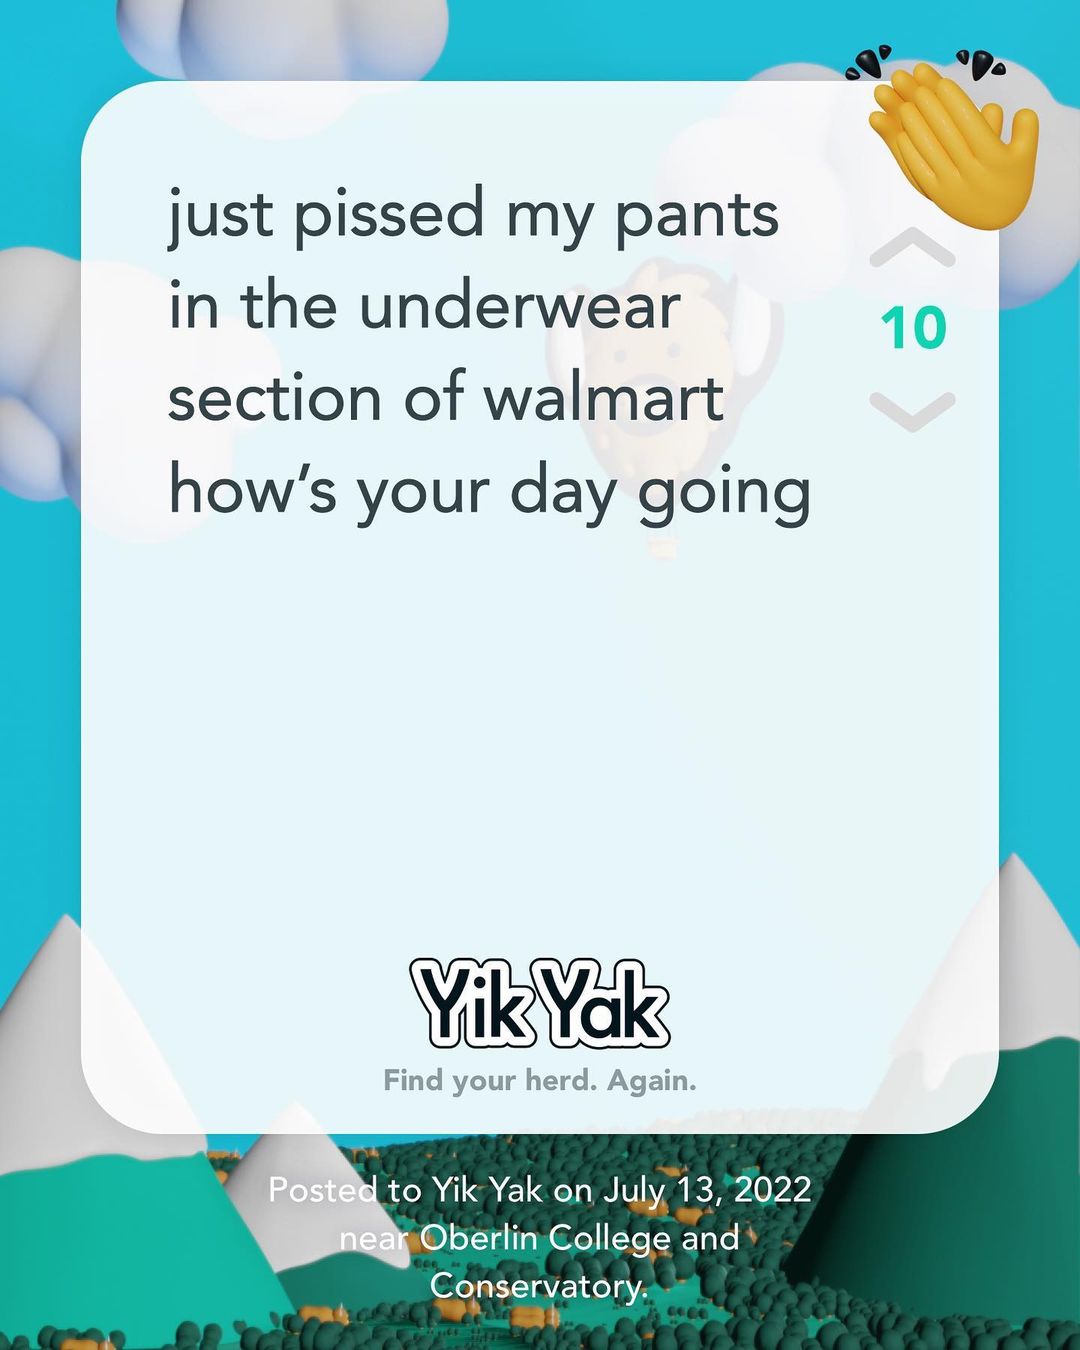 just pissed my pants
in the underwear
section of walmart
how’s your day going
10
Yik Yak
Find your herd. Again.
Posted to Yik Yak on July 13, 2022
near Oberlin College and
Conservatory.